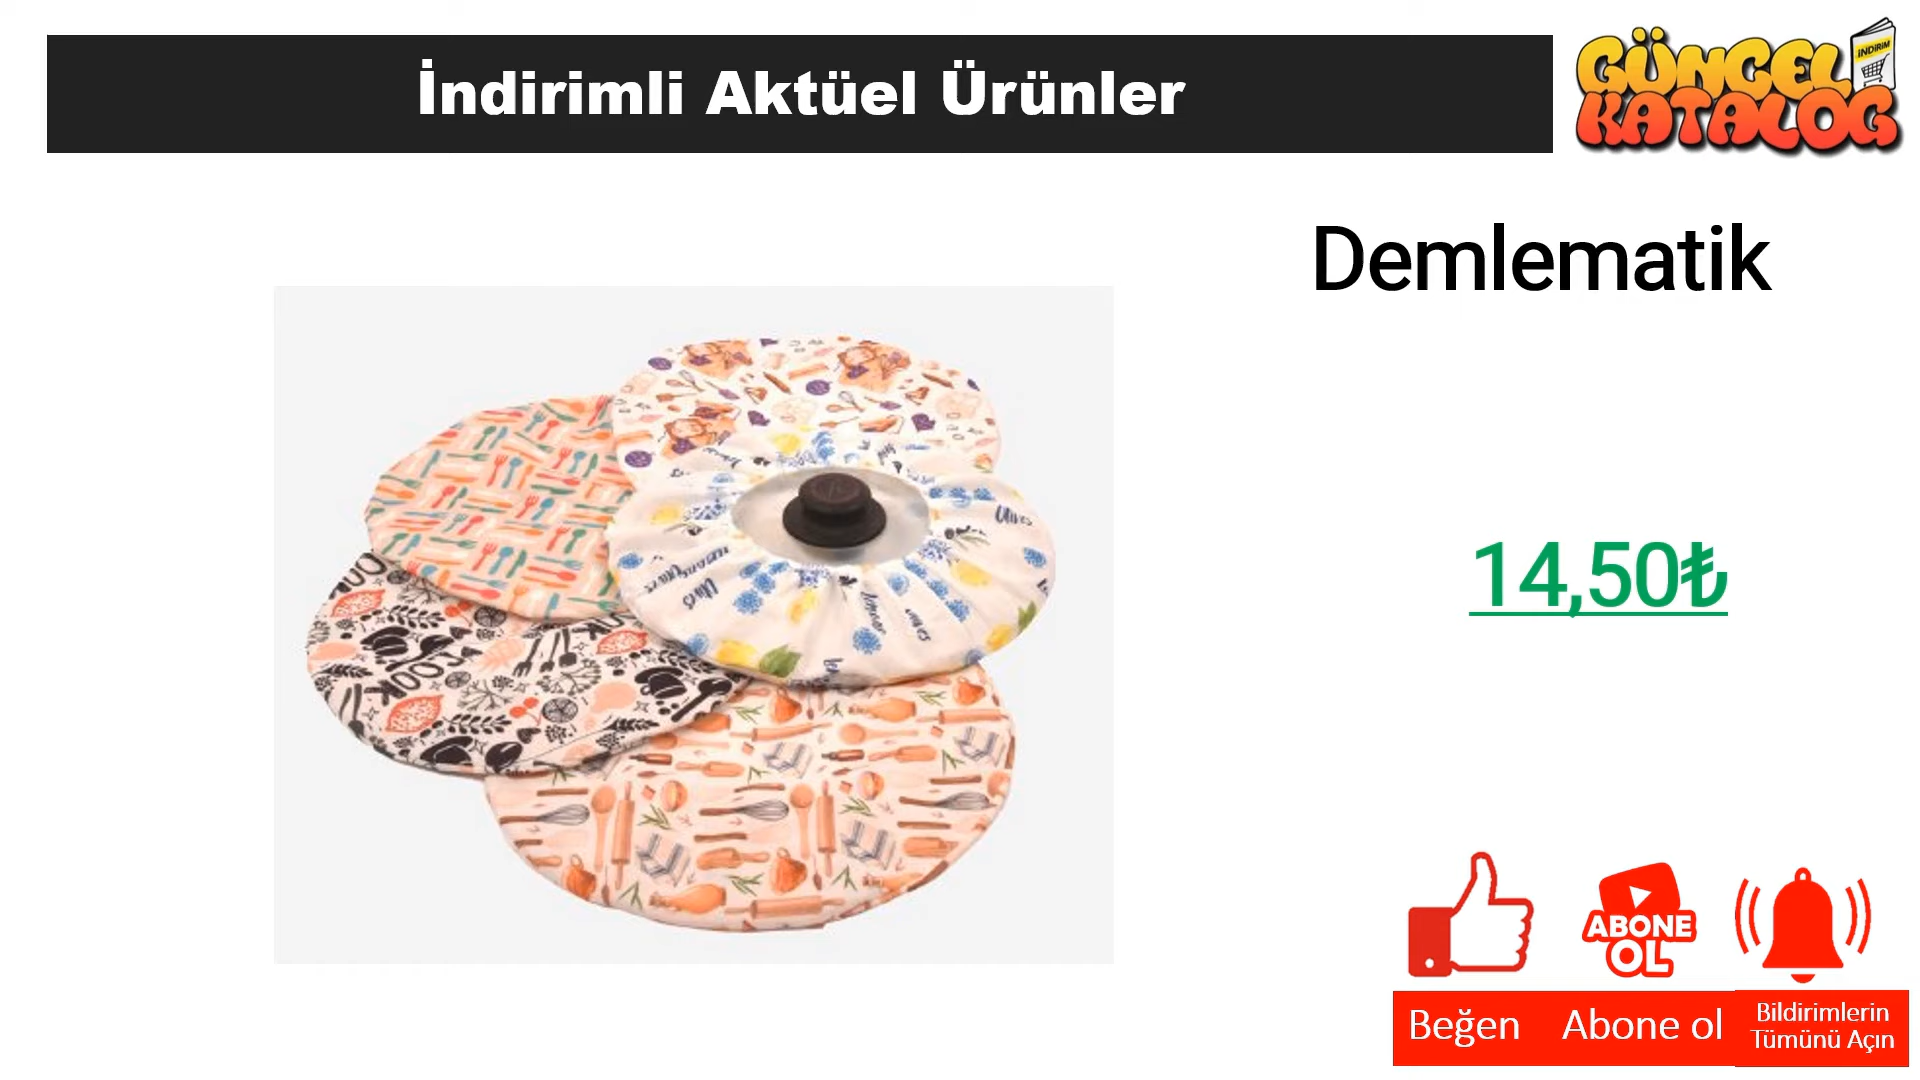 İndirimli Aktüel Ürünler
GÜNCEL
KATALOG
İNDİRİM
Demlematik
14,50₺
ABONE
OL
Beğen
Abone ol
Bildirimlerin
Tümünü Açın